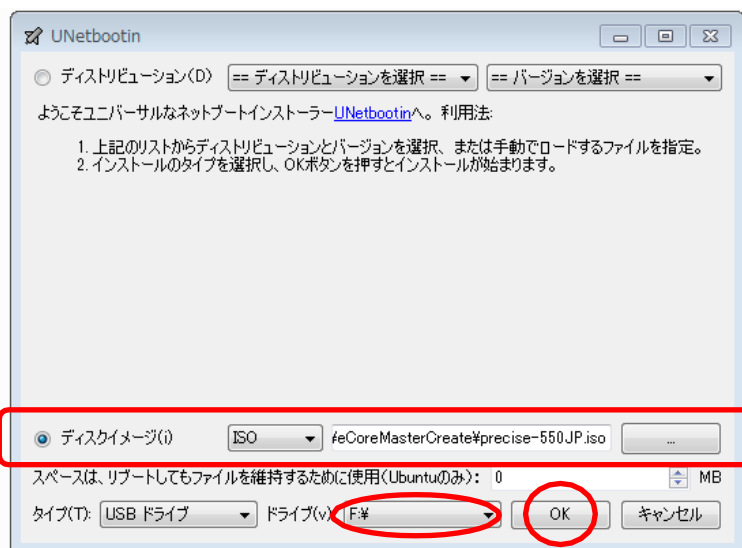 UNetbootin
ディストリビューション(D) == ディストリビューションを選択 == == バージョンを選択 ==
ようこそユニバーサルなネットブートインストーラーUNetbootinへ。利用法:
1. 上記のリストからディストリビューションとバージョンを選択、または手動でロードするファイルを指定。
2. インストールのタイプを選択し、OKボタンを押すとインストールが始まります。
ディスクイメージ(i) ISO /eCoreMasterCreate¥precise-550JP.iso ...
スペースは、リブートしてもファイルを維持するために使用(Ubuntuのみ): 0 MB
タイプ(T): USB ドライブ ドライブ(v) F:¥ OK キャンセル